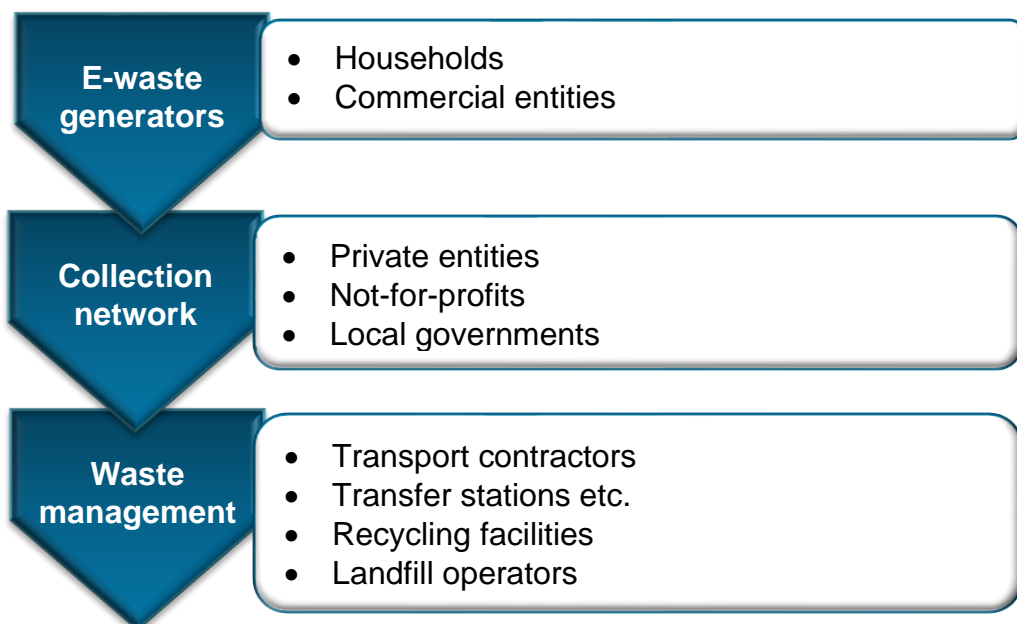 E-waste
generators
• Households
• Commercial entities
Collection
network
• Private entities
• Not-for-profits
• Local governments
Waste
management
• Transport contractors
• Transfer stations etc.
• Recycling facilities
• Landfill operators